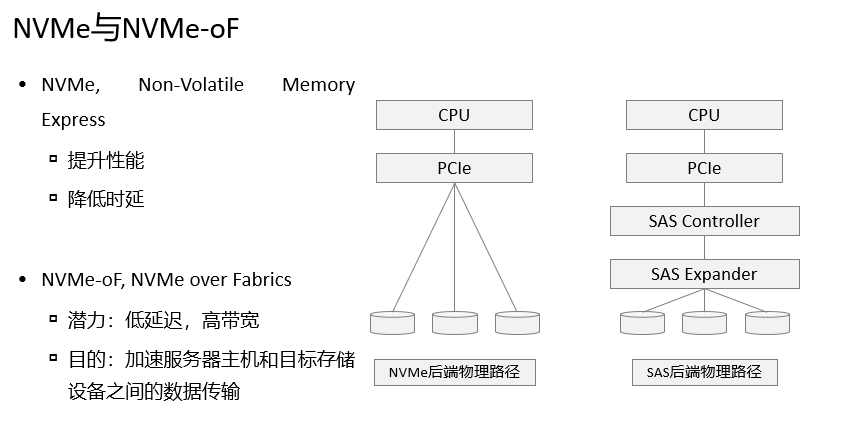 NVMe与NVMe-oF
• NVMe, Non-Volatile Memory
Express
提升性能
降低时延
• NVMe-oF, NVMe over Fabrics
潜力：低延迟，高带宽
目的：加速服务器主机和目标存储
设备之间的数据传输
CPU
PCIe
NVMe后端物理路径
CPU
PCIe
SAS Controller
SAS Expander
SAS后端物理路径